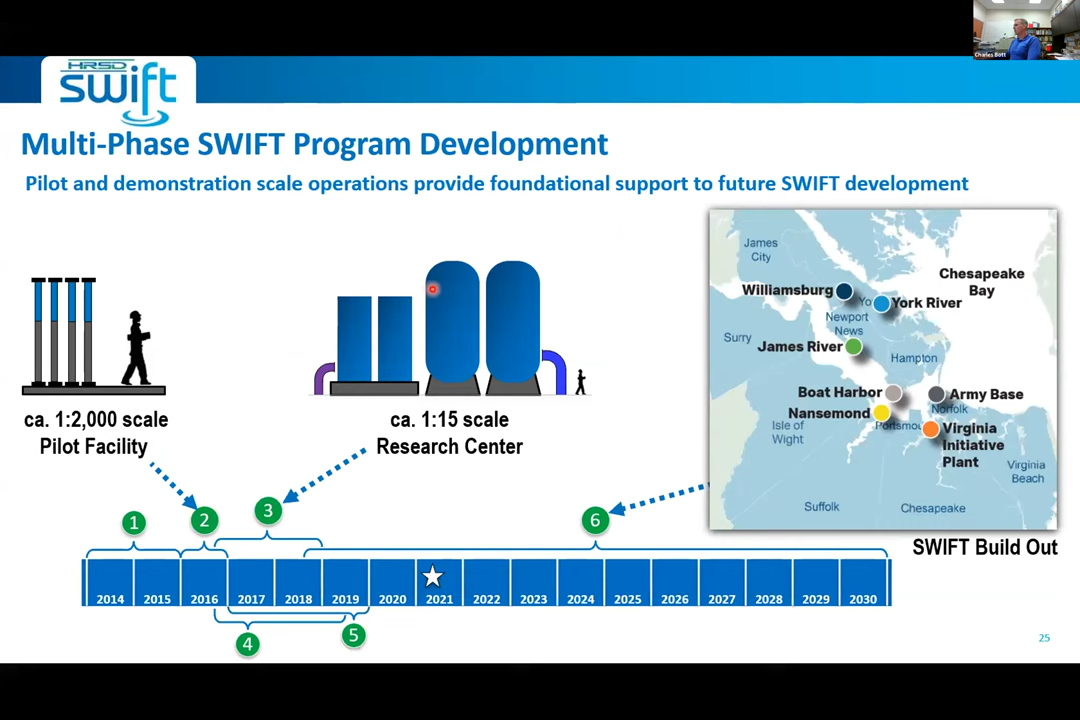 Charles Bott
HRSD
swift
Multi-Phase SWIFT Program Development
Pilot and demonstration scale operations provide foundational support to future SWIFT development
ca. 1:2,000 scale
Pilot Facility
ca. 1:15 scale
Research Center
James
City
Chesapeake
Bay
Williamsburg
Yo
York River
Newport
News
Surry
James River
Hampton
Boat Harbor
Army Base
Nansemond
Norfolk
Isle of
Wight
Portsmou
Virginia
Initiative
Plant
Virginia
Beach
Suffolk
Chesapeake
SWIFT Build Out
1
2
3
6
2014 2015 2016 2017 2018 2019 2020 2021 2022 2023 2024 2025 2026 2027 2028 2029 2030
4
5
25